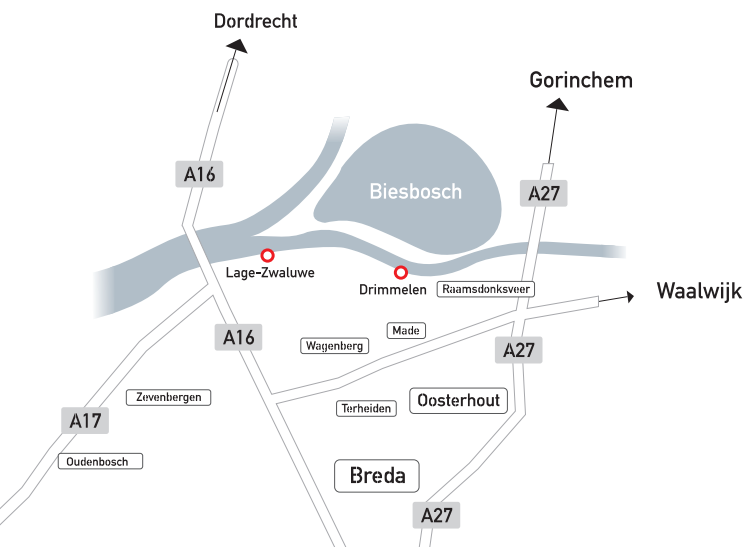 Dordrecht
Gorinchem
A16
Biesbosch
A27
Lage-Zwaluwe
Drimmelen
Raamsdonksveer
Waalwijk
Made
A16
Wagenberg
A27
Zevenbergen
Terheiden
Oosterhout
A17
Oudenbosch
Breda
A27